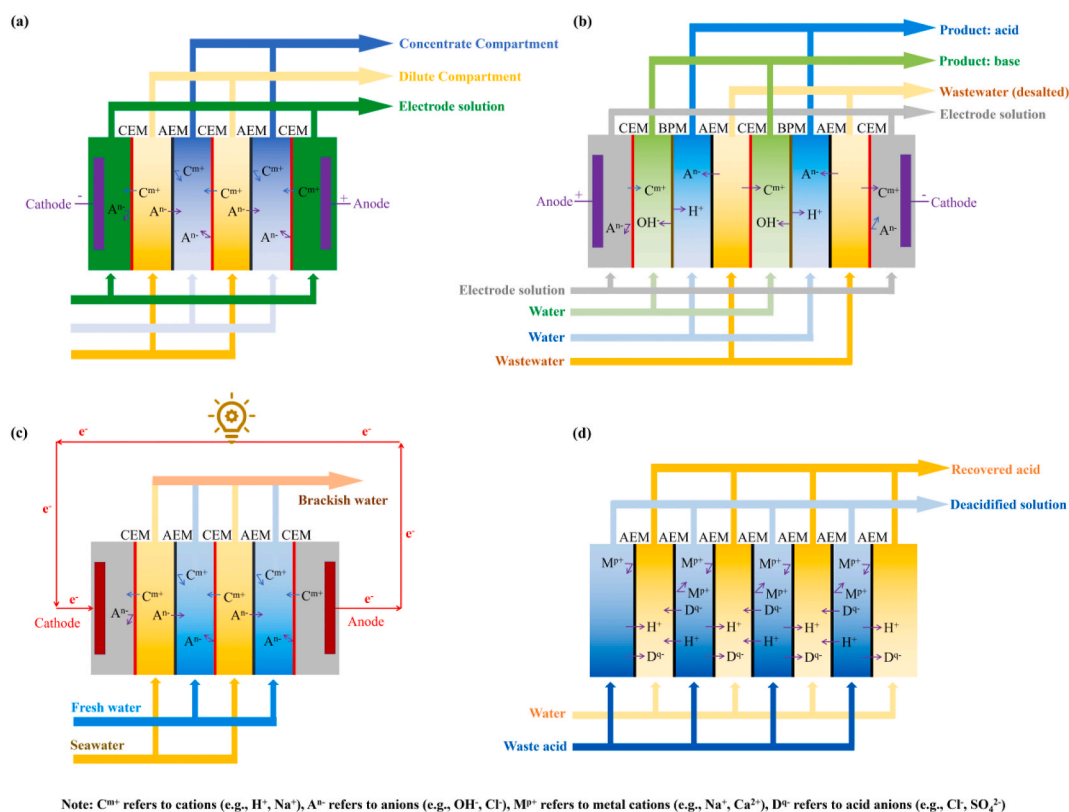 (a)
Concentrate Compartment
Dilute Compartment
Electrode solution
CEM AEM CEM AEM CEM
Cᵐ⁺ Cᵐ⁺
Cᵐ⁺ Cᵐ⁺ Cᵐ⁺
Cathode - + Anode
Aⁿ⁻ Aⁿ⁻ Aⁿ⁻
Aⁿ⁻ Aⁿ⁻
(b)
Product: acid
Product: base
Wastewater (desalted)
Electrode solution
CEM BPM AEM CEM BPM AEM CEM
Aⁿ⁻ Aⁿ⁻
Cᵐ⁺ Cᵐ⁺ Cᵐ⁺
Anode + - Cathode
H⁺ H⁺
Aⁿ⁻ OH⁻ OH⁻ Aⁿ⁻
Electrode solution
Water
Water
Wastewater
(c)
e⁻ e⁻
Brackish water
CEM AEM CEM AEM CEM
e⁻ e⁻
Cᵐ⁺ Cᵐ⁺
Cᵐ⁺ Cᵐ⁺ Cᵐ⁺
e⁻ e⁻
Cathode Anode
Aⁿ⁻ Aⁿ⁻ Aⁿ⁻
Aⁿ⁻ Aⁿ⁻
Fresh water
Seawater
(d)
Recovered acid
Deacidified solution
AEM AEM AEM AEM AEM AEM AEM
Mᵖ⁺ Mᵖ⁺ Mᵖ⁺ Mᵖ⁺
Mᵖ⁺ Mᵖ⁺ Mᵖ⁺
Dq⁻ Dq⁻ Dq⁻
H⁺ H⁺ H⁺ H⁺
H⁺ H⁺ H⁺
Dq⁻ Dq⁻ Dq⁻ Dq⁻
Water
Waste acid
Note: Cᵐ⁺ refers to cations (e.g., H⁺, Na⁺), Aⁿ⁻ refers to anions (e.g., OH⁻, Cl⁻), Mᵖ⁺ refers to metal cations (e.g., Na⁺, Ca²⁺), Dq⁻ refers to acid anions (e.g., Cl⁻, SO₄²⁻)